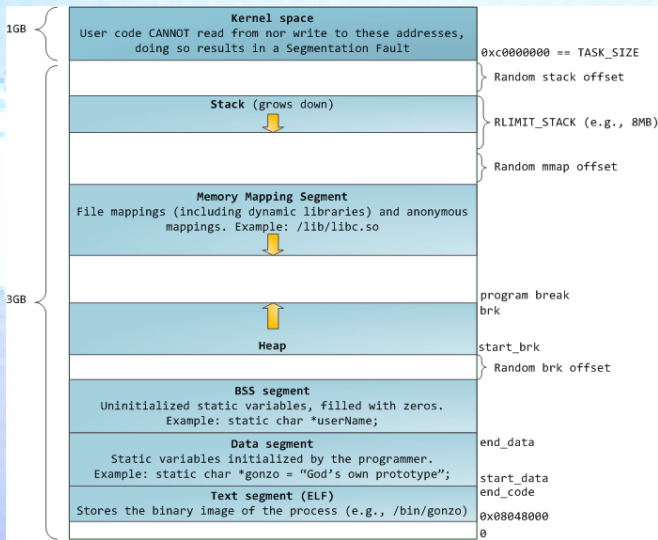 Kernel space
1GB
User code CANNOT read from nor write to these addresses,
doing so results in a Segmentation Fault
0xc0000000 == TASK_SIZE
Random stack offset
Stack (grows down)
RLIMIT_STACK (e.g., 8MB)
Random mmap offset
Memory Mapping Segment
File mappings (including dynamic libraries) and anonymous
mappings. Example: /lib/libc.so
3GB
program break
brk
Heap
start_brk
Random brk offset
BSS segment
Uninitialized static variables, filled with zeros.
Example: static char *userName;
Data segment
end_data
Static variables initialized by the programmer.
Example: static char *gonzo = “God’s own prototype”;
start_data
end_code
Text segment (ELF)
Stores the binary image of the process (e.g., /bin/gonzo)
0x08048000
0